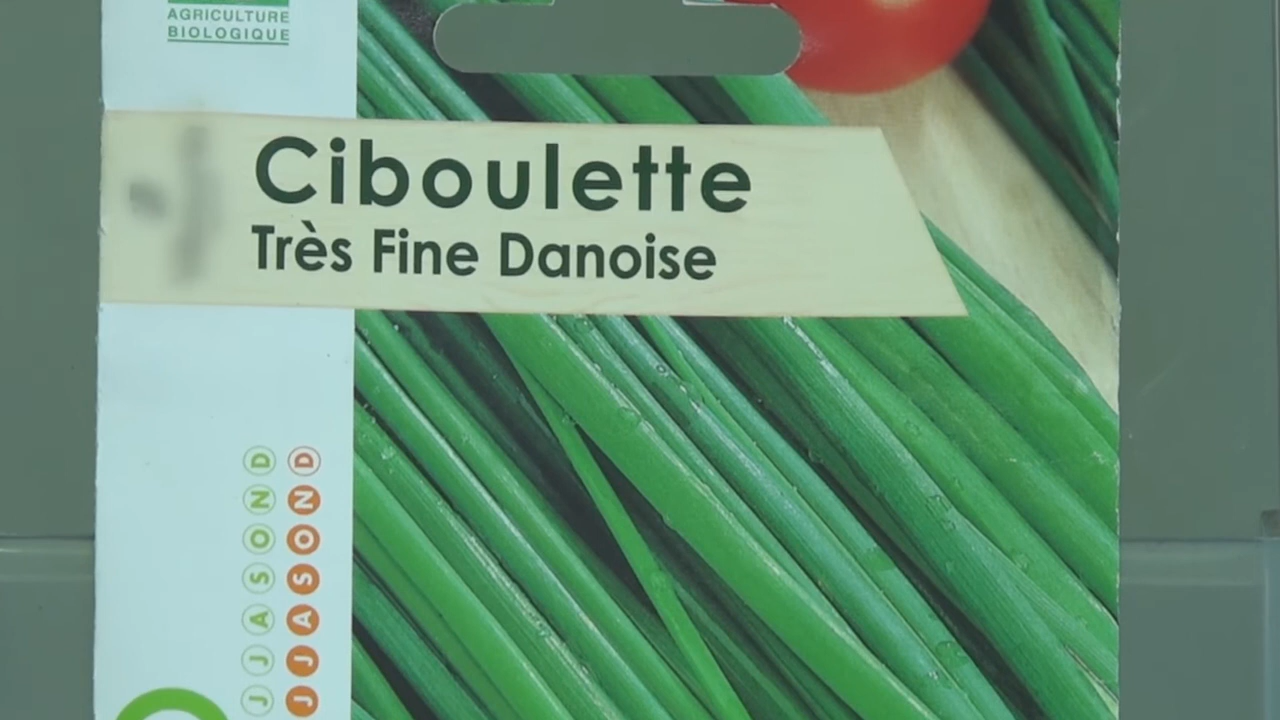 AGRICULTURE
BIOLOGIQUE
Ciboulette
Très Fine Danoise
J J A S O N D
J J A S O N D